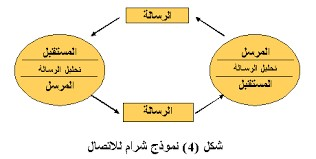 الرسالة
المرسل
تحليل الرسالة
المستقبل
المستقبل
تحليل الرسالة
المرسل
الرسالة
شكل (4) نموذج شرام للاتصال